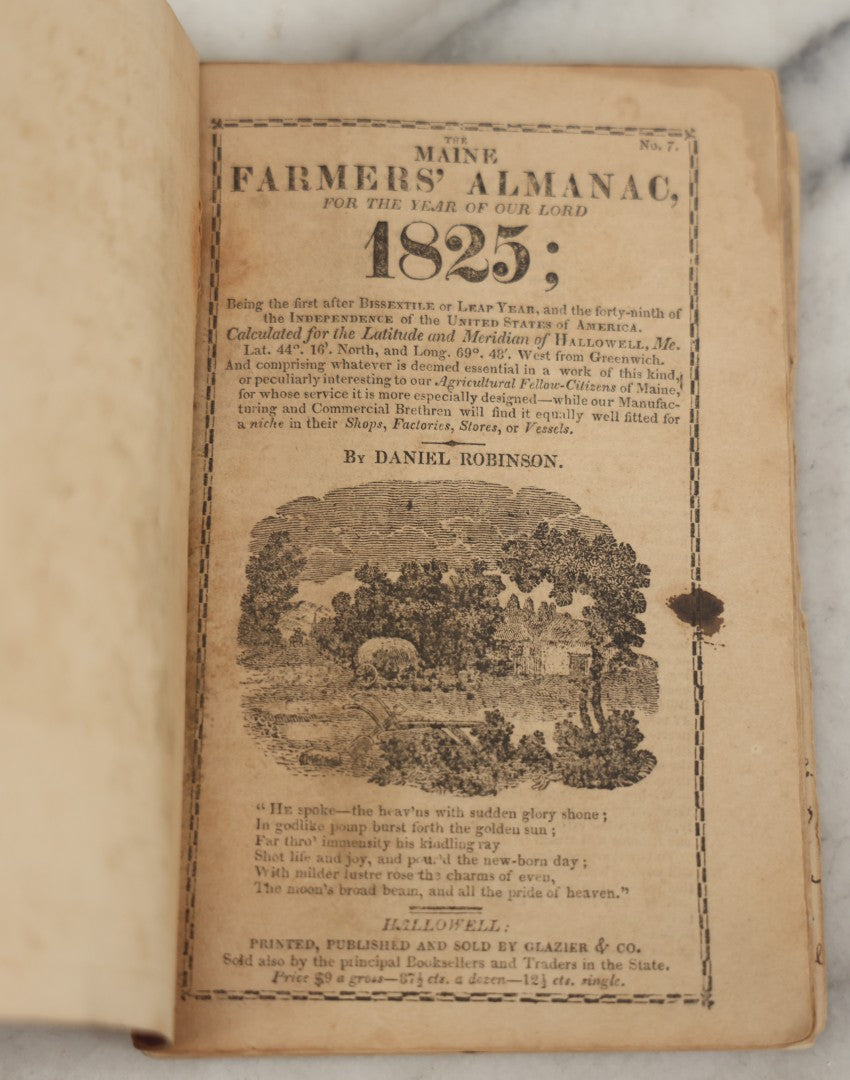 No. 7.
THE
MAINE
FARMERS' ALMANAC,
FOR THE YEAR OF OUR LORD
1825;
Being the first after BISSEXTILE or LEAP YEAR, and the forty-ninth of
the INDEPENDENCE of the UNITED STATES of AMERICA.
Calculated for the Latitude and Meridian of HALLOWELL, Me.
Lat. 44°. 16'. North, and Long. 69°. 48'. West from Greenwich.
And comprising whatever is deemed essential in a work of this kind,
or peculiarly interesting to our Agricultural Fellow-Citizens of Maine,
for whose service it is more especially designed—while our Manufac-
turing and Commercial Brethren will find it equally well fitted for
a niche in their Shops, Factories, Stores, or Vessels.
By DANIEL ROBINSON.
"HE spoke—the heav'ns with sudden glory shone;
In godlike pomp burst forth the golden sun;
Far thro' immensity his kindling ray
Shot life and joy, and pour'd the new-born day;
With milder lustre rose the charms of even,
The moon's broad beam, and all the pride of heaven."
HALLOWELL:
PRINTED, PUBLISHED AND SOLD BY GLAZIER & CO.
Sold also by the principal Booksellers and Traders in the State.
Price $9 a gross—87½ cts. a dozen—12½ cts. single.